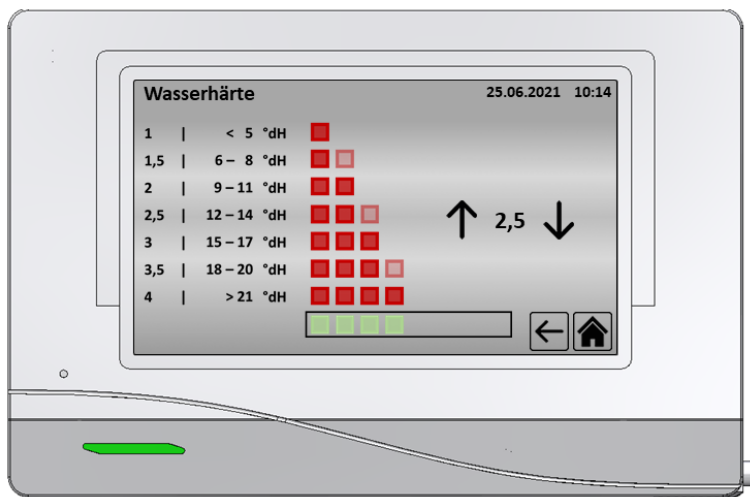 Wasserhärte 25.06.2021 10:14
1 | < 5 °dH
1,5 | 6 – 8 °dH
2 | 9 – 11 °dH
2,5 | 12 – 14 °dH
3 | 15 – 17 °dH
3,5 | 18 – 20 °dH
4 | > 21 °dH
↑ 2,5 ↓